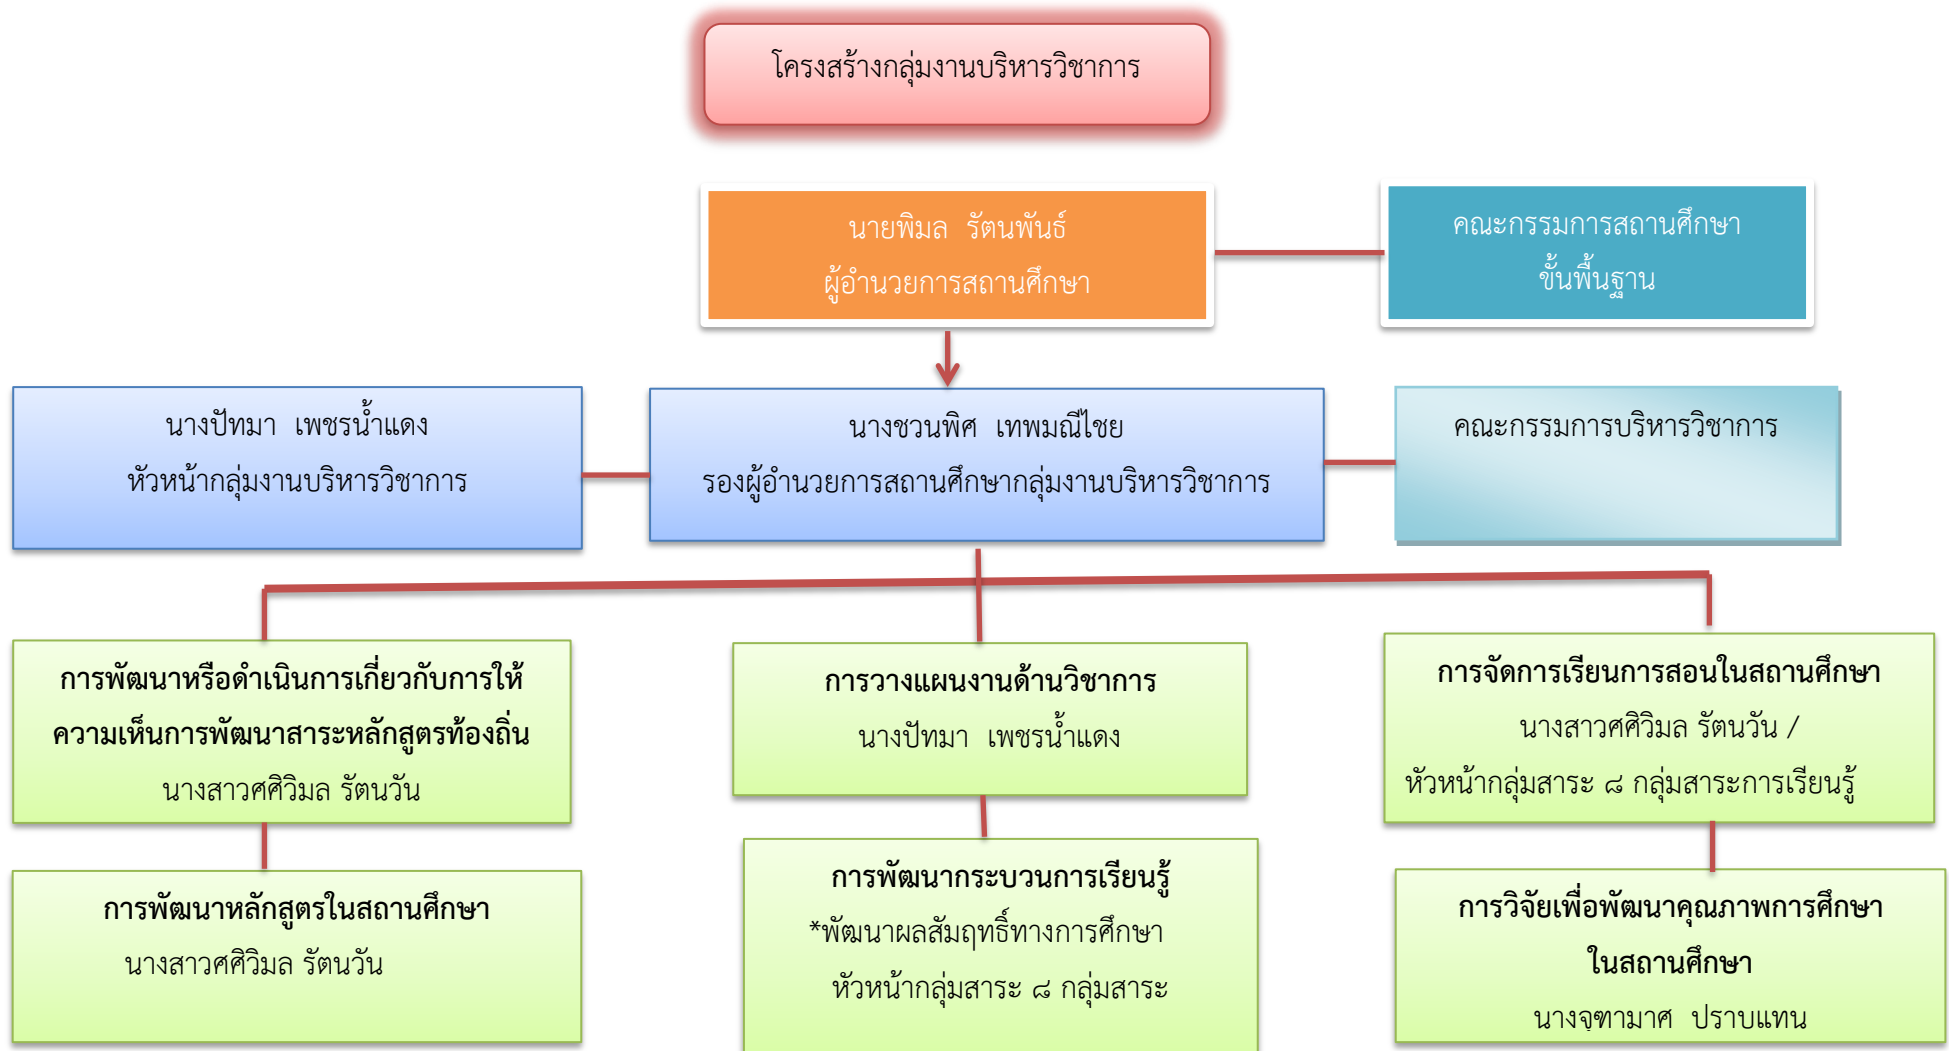 โครงสร้างกลุ่มงานบริหารวิชาการ
นายพิมล  รัตนพันธ์
ผู้อำนวยการสถานศึกษา
คณะกรรมการสถานศึกษา
ขั้นพื้นฐาน
นางปัทมา  เพชรน้ำแดง
หัวหน้ากลุ่มงานบริหารวิชาการ
นางชวนพิศ  เทพมณีไชย
รองผู้อำนวยการสถานศึกษากลุ่มงานบริหารวิชาการ
คณะกรรมการบริหารวิชาการ
การพัฒนาหรือดำเนินการเกี่ยวกับการให้
ความเห็นการพัฒนาสาระหลักสูตรท้องถิ่น
นางสาวศศิวิมล รัตนวัน
การวางแผนงานด้านวิชาการ
นางปัทมา  เพชรน้ำแดง
การจัดการเรียนการสอนในสถานศึกษา
นางสาวศศิวิมล รัตนวัน /
หัวหน้ากลุ่มสาระ ๘ กลุ่มสาระการเรียนรู้
การพัฒนาหลักสูตรในสถานศึกษา
นางสาวศศิวิมล รัตนวัน
การพัฒนากระบวนการเรียนรู้
*พัฒนาผลสัมฤทธิ์ทางการศึกษา
หัวหน้ากลุ่มสาระ ๘ กลุ่มสาระ
การวิจัยเพื่อพัฒนาคุณภาพการศึกษา
ในสถานศึกษา
นางจุฑามาศ  ปราบแทน